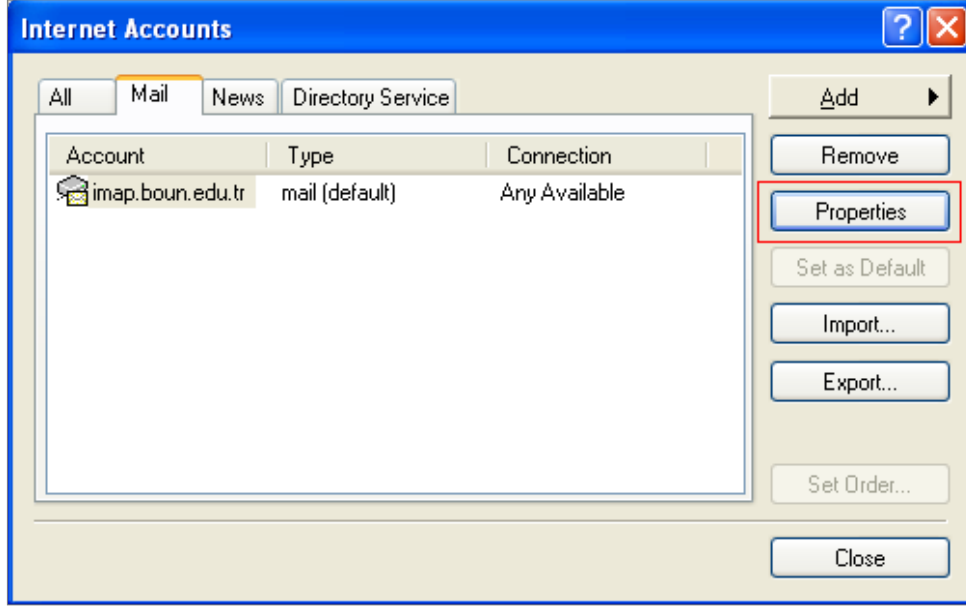 Internet Accounts
All Mail News Directory Service
Account Type Connection
imap.boun.edu.tr mail (default) Any Available
Add
Remove
Properties
Set as Default
Import...
Export...
Set Order...
Close